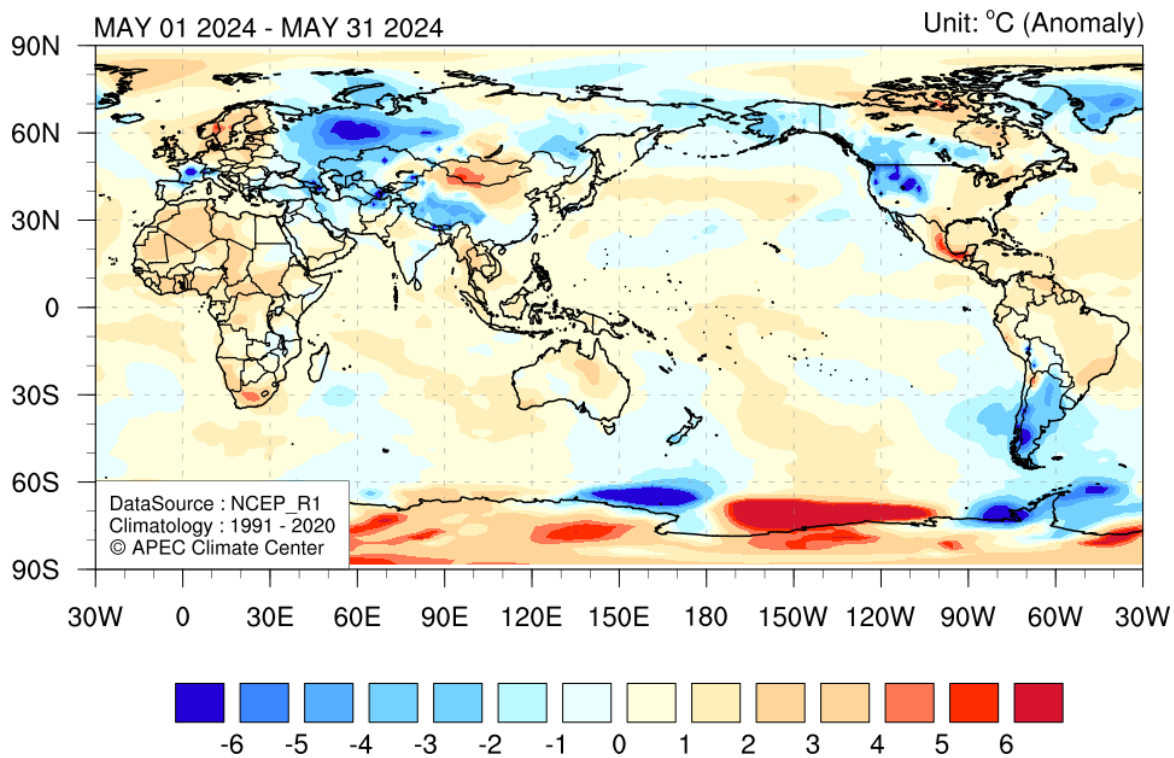 MAY 01 2024 - MAY 31 2024
Unit: °C (Anomaly)
90N
60N
30N
0
30S
60S
90S
DataSource : NCEP_R1
Climatology : 1991 - 2020
© APEC Climate Center
30W 0 30E 60E 90E 120E 150E 180 150W 120W 90W 60W 30W
-6 -5 -4 -3 -2 -1 0 1 2 3 4 5 6